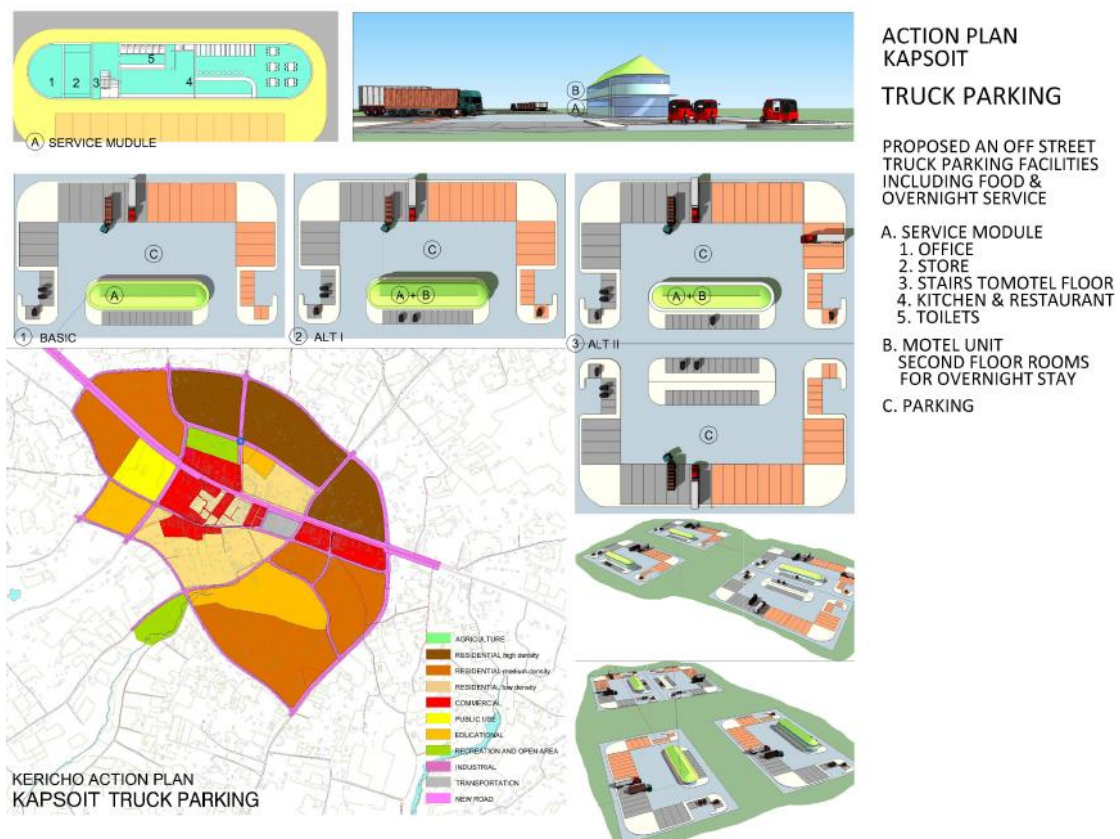 1
2
3
5
4
A SERVICE MUDULE
B
A
ACTION PLAN
KAPSOIT
TRUCK PARKING
PROPOSED AN OFF STREET
TRUCK PARKING FACILITIES
INCLUDING FOOD &
OVERNIGHT SERVICE
A. SERVICE MODULE
1. OFFICE
2. STORE
3. STAIRS TOMOTEL FLOOR
4. KITCHEN & RESTAURANT
5. TOILETS
B. MOTEL UNIT
SECOND FLOOR ROOMS
FOR OVERNIGHT STAY
C. PARKING
C
A
1 BASIC
C
A + B
2 ALT I
C
A + B
3 ALT II
C
AGRICULTURE
RESIDENTIAL high density
RESIDENTIAL medium density
RESIDENTIAL low density
COMMERCIAL
PUBLIC USE
EDUCATIONAL
RECREATION AND OPEN AREA
INDUSTRIAL
TRANSPORTATION
NEW ROAD
KERICHO ACTION PLAN
KAPSOIT TRUCK PARKING